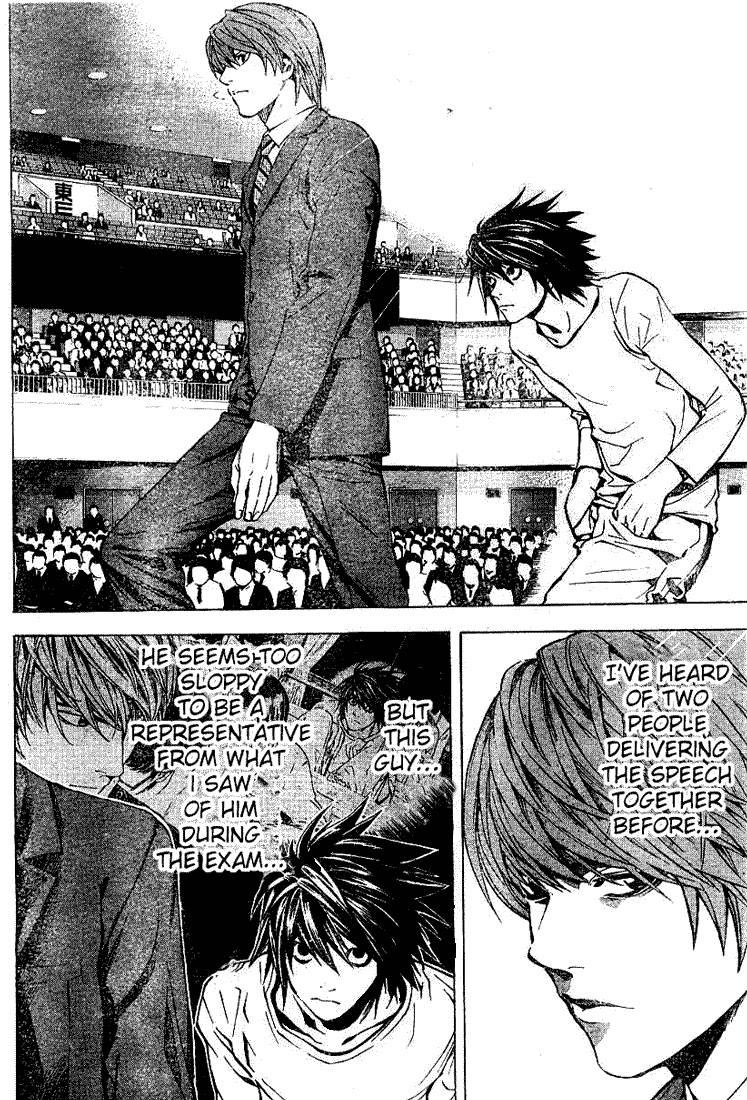 東
I'VE HEARD
OF TWO
PEOPLE
DELIVERING
THE SPEECH
TOGETHER
BEFORE...
BUT
THIS
GUY...
HE SEEMS TOO
SLOPPY
TO BE A
REPRESENTATIVE
FROM WHAT
I SAW
OF HIM
DURING
THE EXAM...